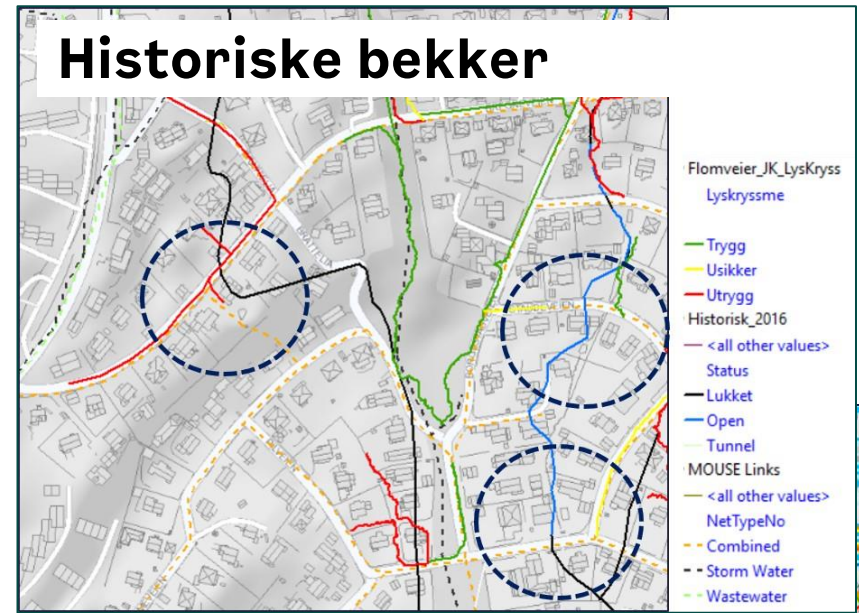 Historiske bekker
Flomveier_JK_LysKryss
Lyskryssme
Trygg
Usikker
Utrygg
Historisk_2016
<all other values>
Status
Lukket
Open
Tunnel
MOUSE Links
<all other values>
NetTypeNo
Combined
Storm Water
Wastewater